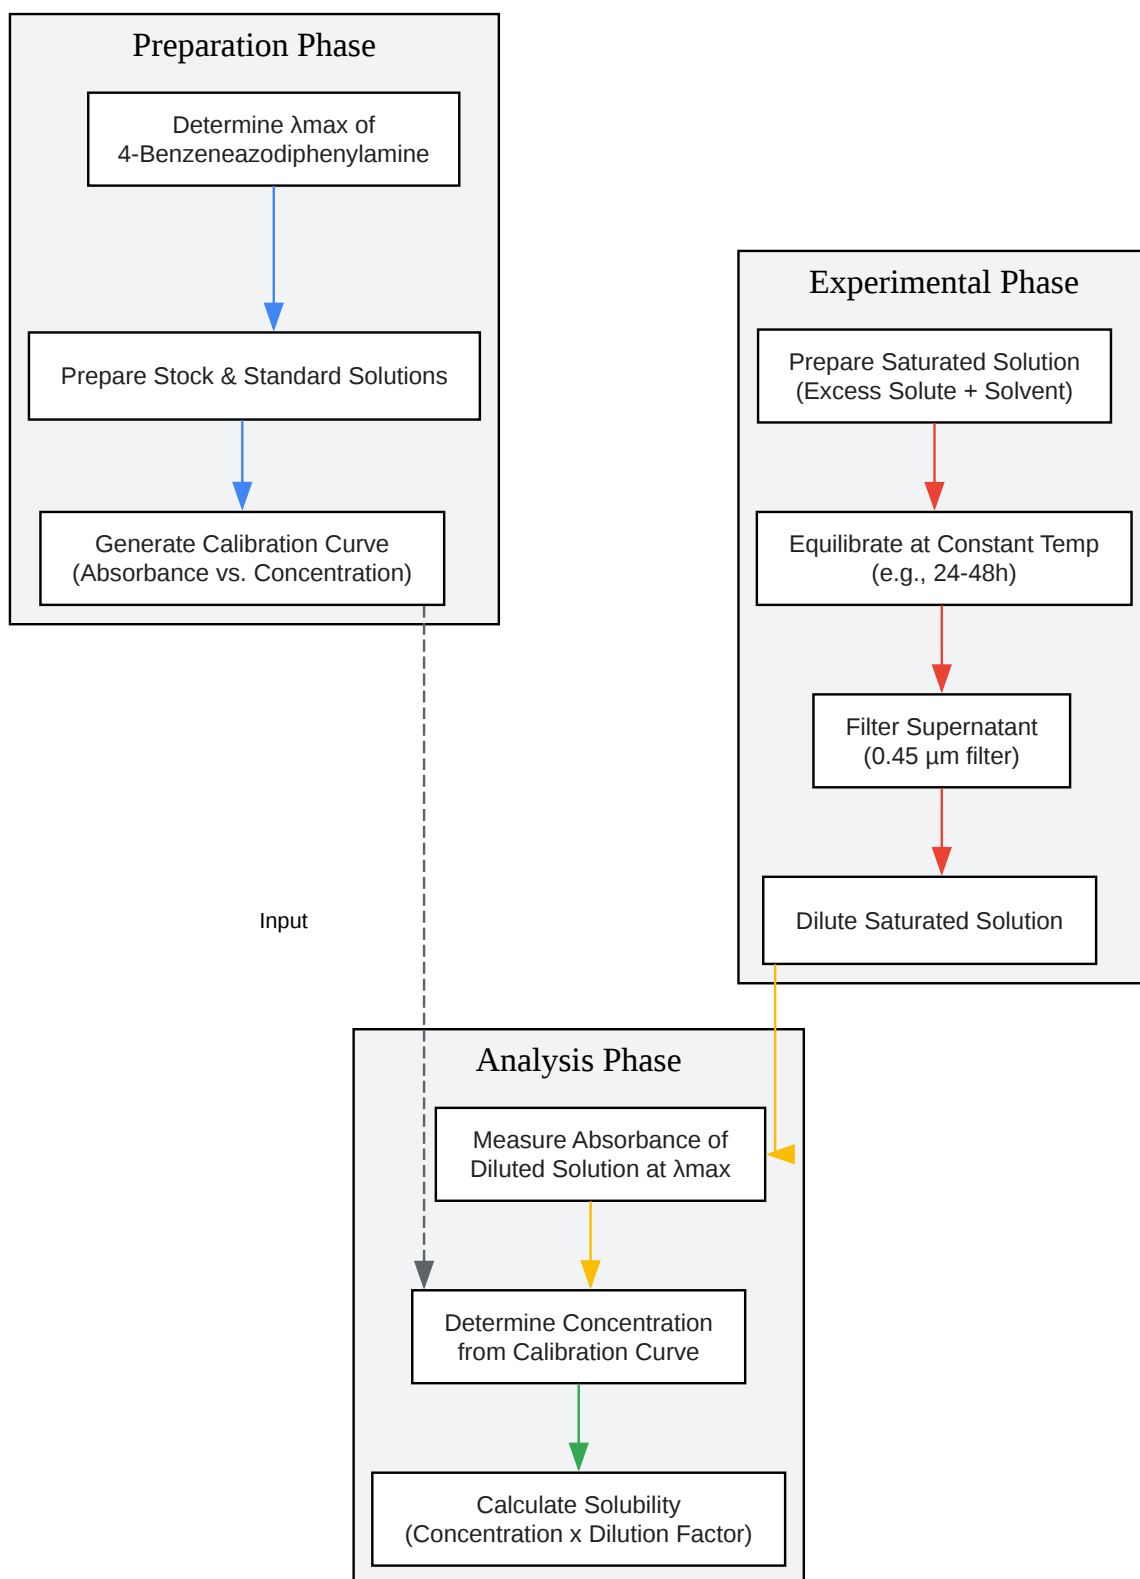 Preparation Phase
Determine λmax of
4-Benzeneazodiphenylamine
Prepare Stock & Standard Solutions
Generate Calibration Curve
(Absorbance vs. Concentration)
Experimental Phase
Prepare Saturated Solution
(Excess Solute + Solvent)
Equilibrate at Constant Temp
(e.g., 24-48h)
Filter Supernatant
(0.45 µm filter)
Dilute Saturated Solution
Input
Analysis Phase
Measure Absorbance of
Diluted Solution at λmax
Determine Concentration
from Calibration Curve
Calculate Solubility
(Concentration x Dilution Factor)